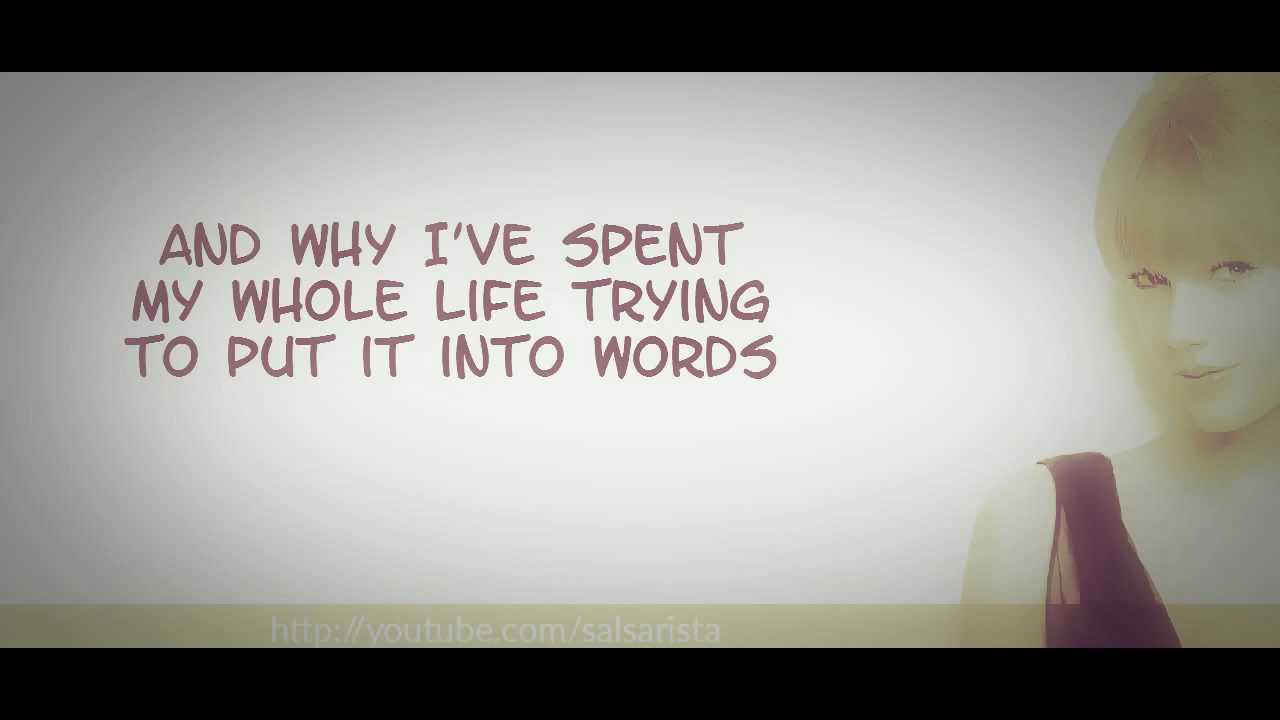 AND WHY I'VE SPENT
MY WHOLE LIFE TRYING
TO PUT IT INTO WORDS
http://youtube.com/salsarista